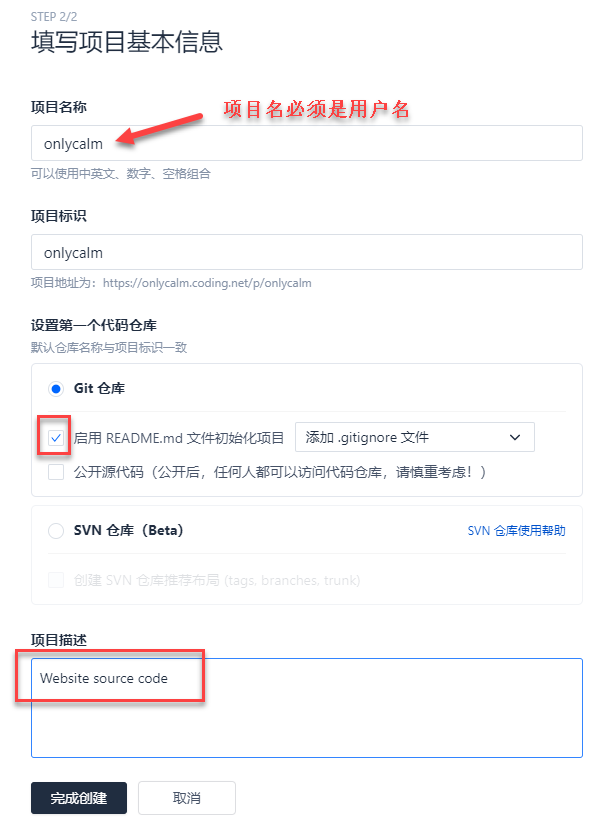 STEP 2/2
填写项目基本信息
项目名称
项目名必须是用户名
onlycalm
可以使用中英文、数字、空格组合
项目标识
onlycalm
项目地址为：https://onlycalm.coding.net/p/onlycalm
设置第一个代码仓库
默认仓库名称与项目标识一致
Git 仓库
启用 README.md 文件初始化项目 添加 .gitignore 文件
公开源代码（公开后，任何人都可以访问代码仓库，请慎重考虑！）
SVN 仓库（Beta） SVN 仓库使用帮助
创建 SVN 仓库推荐布局 (tags, branches, trunk)
项目描述
Website source code
完成创建 取消